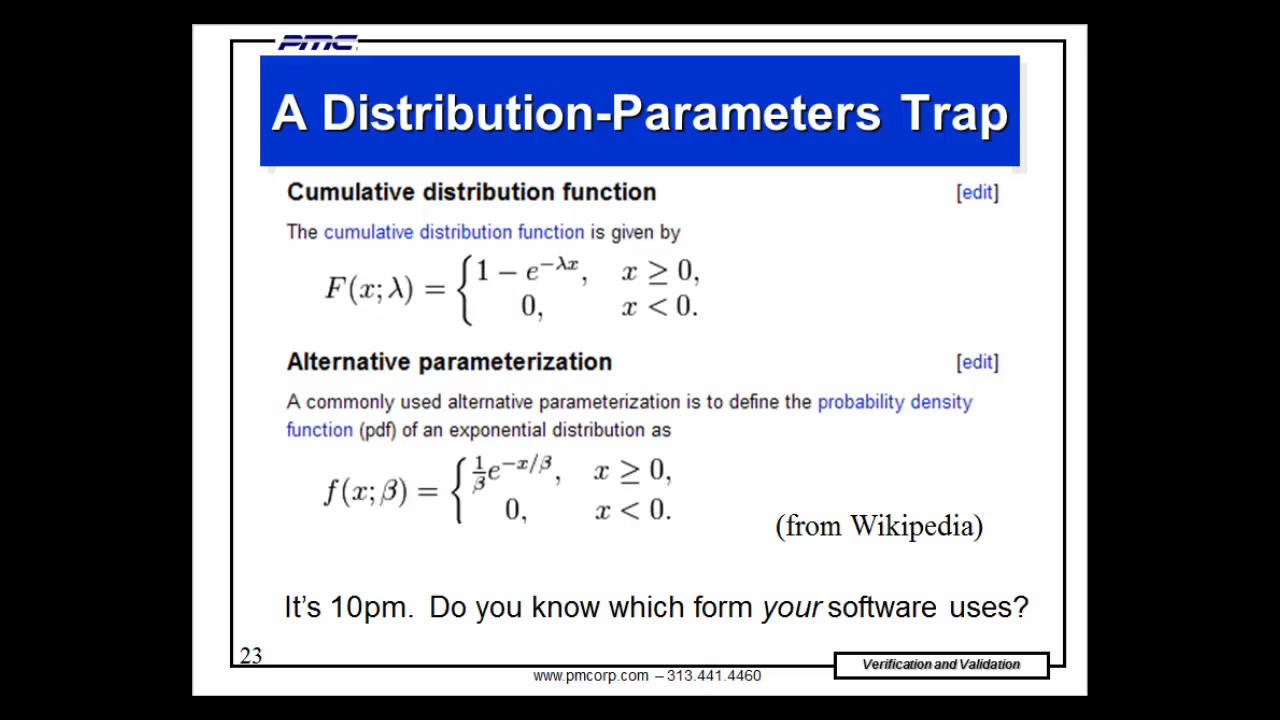 PMC
A Distribution-Parameters Trap
Cumulative distribution function [edit]
The cumulative distribution function is given by
F(x; λ) = { 1 − e^{−λx}, x ≥ 0,
0, x < 0.
Alternative parameterization [edit]
A commonly used alternative parameterization is to define the probability density
function (pdf) of an exponential distribution as
f(x; β) = { 1/β e^{−x/β}, x ≥ 0,
0, x < 0.
(from Wikipedia)
It's 10pm. Do you know which form your software uses?
23
Verification and Validation
www.pmcorp.com – 313.441.4460